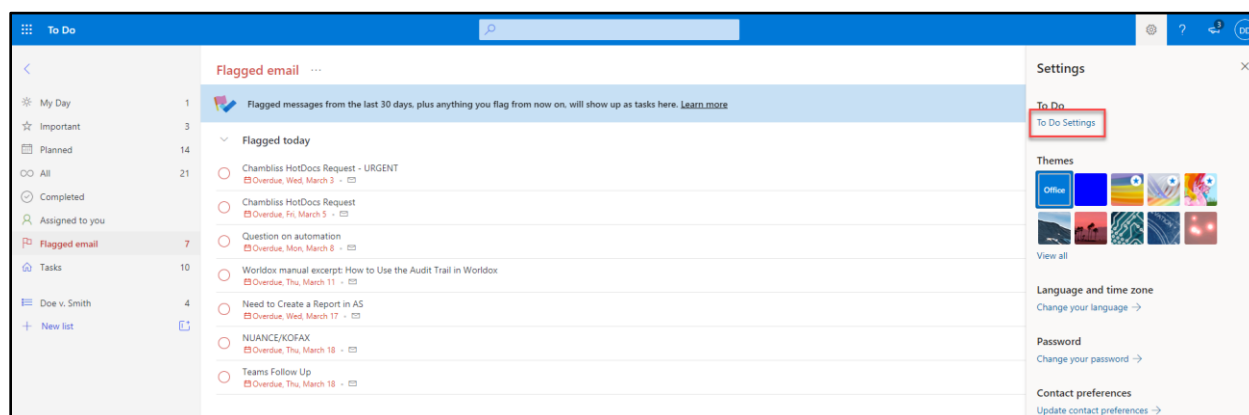 To Do
?
3
DD
My Day 1
Important 3
Planned 14
All 21
Completed
Assigned to you
Flagged email 7
Tasks 10
Doe v. Smith 4
+ New list
Flagged email ...
Flagged messages from the last 30 days, plus anything you flag from now on, will show up as tasks here. Learn more
Flagged today
Chambliss HotDocs Request - URGENT
Overdue, Wed, March 3
Chambliss HotDocs Request
Overdue, Fri, March 5
Question on automation
Overdue, Mon, March 8
Worldox manual excerpt: How to Use the Audit Trail in Worldox
Overdue, Thu, March 11
Need to Create a Report in AS
Overdue, Wed, March 17
NUANCE/KOFAX
Overdue, Thu, March 18
Teams Follow Up
Overdue, Thu, March 18
Settings
To Do
To Do Settings
Themes
Office
View all
Language and time zone
Change your language →
Password
Change your password →
Contact preferences
Update contact preferences →